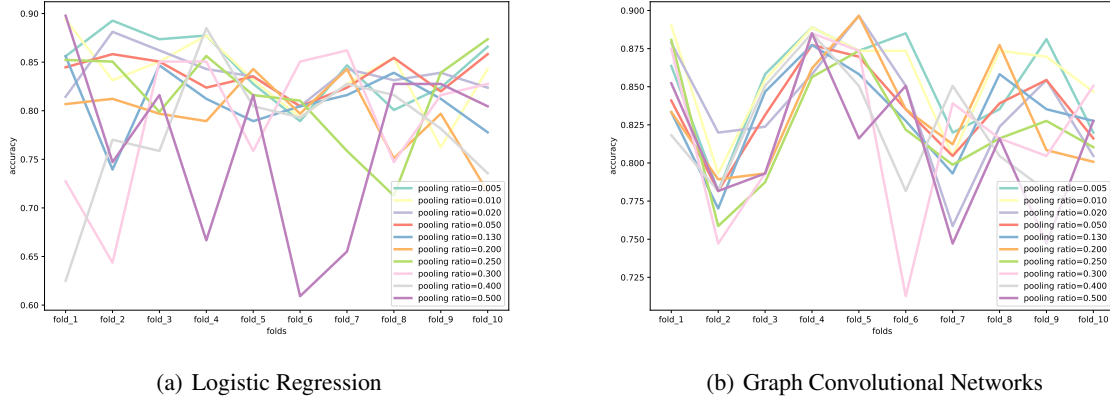 0.90
0.85
0.80
0.75
0.70
0.65
0.60
accuracy
pooling ratio=0.005
pooling ratio=0.010
pooling ratio=0.020
pooling ratio=0.050
pooling ratio=0.130
pooling ratio=0.200
pooling ratio=0.250
pooling ratio=0.300
pooling ratio=0.400
pooling ratio=0.500
fold_1 fold_2 fold_3 fold_4 fold_5 fold_6 fold_7 fold_8 fold_9 fold_10
folds
(a) Logistic Regression
0.900
0.875
0.850
0.825
0.800
0.775
0.750
0.725
accuracy
pooling ratio=0.005
pooling ratio=0.010
pooling ratio=0.020
pooling ratio=0.050
pooling ratio=0.130
pooling ratio=0.200
pooling ratio=0.250
pooling ratio=0.300
pooling ratio=0.400
pooling ratio=0.500
fold_1 fold_2 fold_3 fold_4 fold_5 fold_6 fold_7 fold_8 fold_9 fold_10
folds
(b) Graph Convolutional Networks